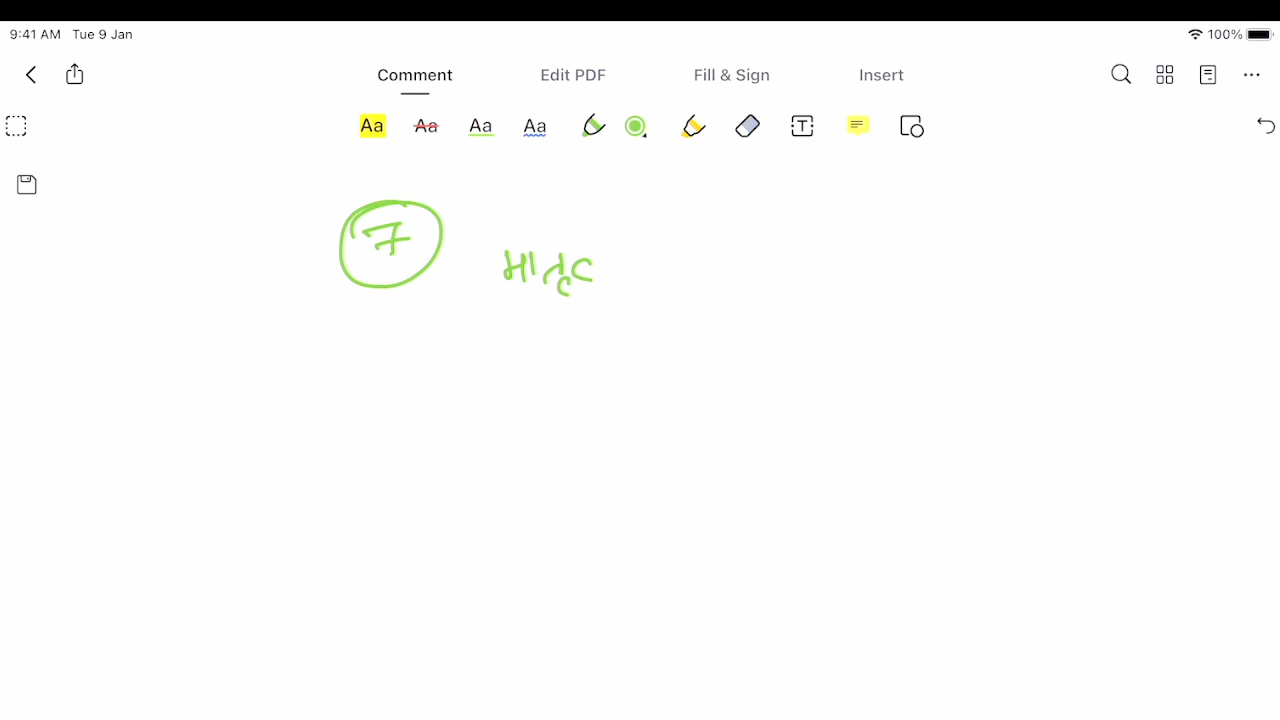 9:41 AM Tue 9 Jan 100%
Comment Edit PDF Fill & Sign Insert
Aa Aa Aa Aa T
7
માતૃ